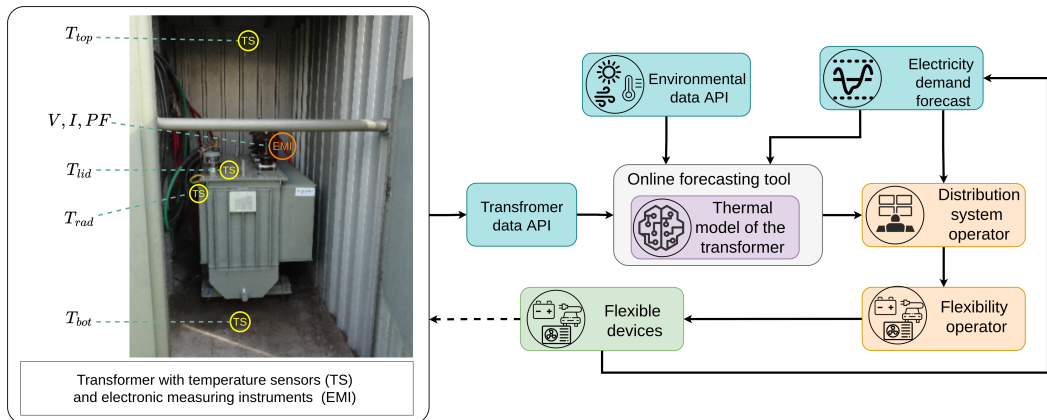 T_top
TS
V, I, PF
EMI
T_lid
TS
TS
T_rad
T_bot
TS
Transformer with temperature sensors (TS)
and electronic measuring instruments (EMI)
Environmental
data API
Electricity
demand
forecast
Transfromer
data API
Online forecasting tool
Thermal
model of the
transformer
Distribution
system
operator
Flexible
devices
Flexibility
operator